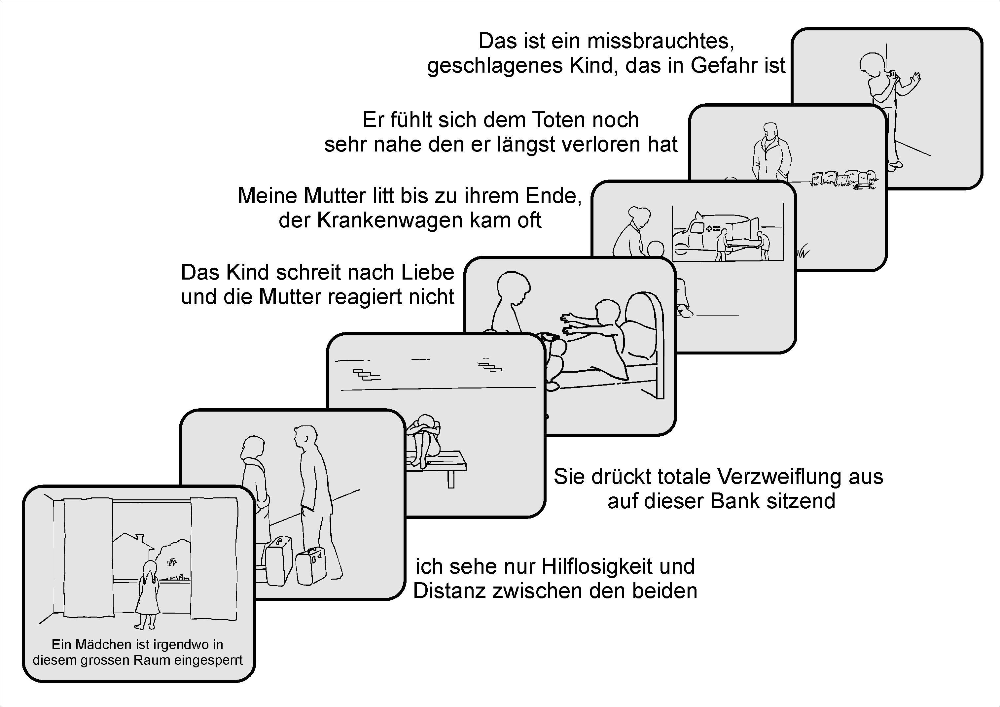 Das ist ein missbrauchtes,
geschlagenes Kind, das in Gefahr ist
Er fühlt sich dem Toten noch
sehr nahe den er längst verloren hat
Meine Mutter litt bis zu ihrem Ende,
der Krankenwagen kam oft
Das Kind schreit nach Liebe
und die Mutter reagiert nicht
Sie drückt totale Verzweiflung aus
auf dieser Bank sitzend
ich sehe nur Hilflosigkeit und
Distanz zwischen den beiden
Ein Mädchen ist irgendwo in
diesem grossen Raum eingesperrt